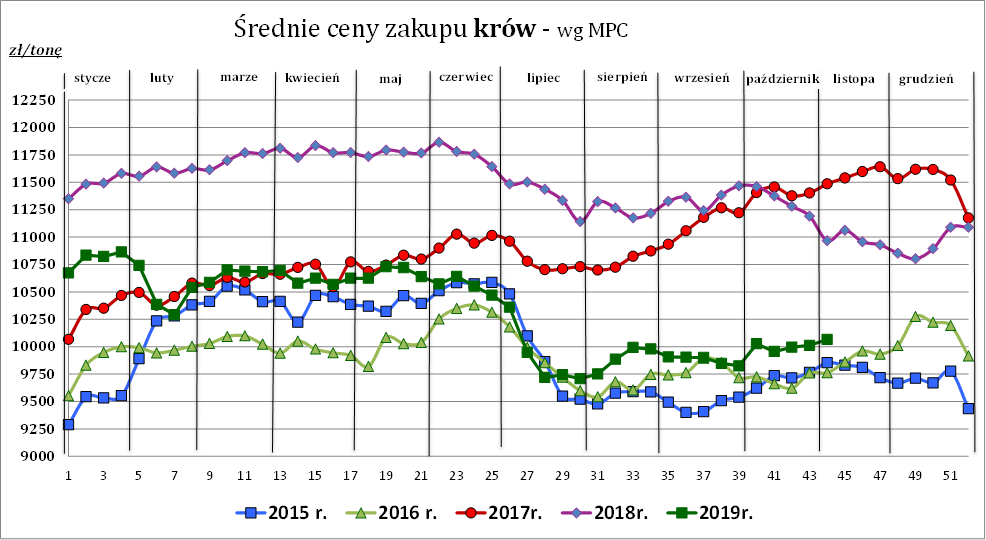 Średnie ceny zakupu krów - wg MPC
zł/tonę
stycze luty marze kwiecień maj czerwiec lipiec sierpień wrzesień październik listopa grudzień
12250
12000
11750
11500
11250
11000
10750
10500
10250
10000
9750
9500
9250
9000
1 3 5 7 9 11 13 15 17 19 21 23 25 27 29 31 33 35 37 39 41 43 45 47 49 51
2015 r. 2016 r. 2017r. 2018r. 2019r.